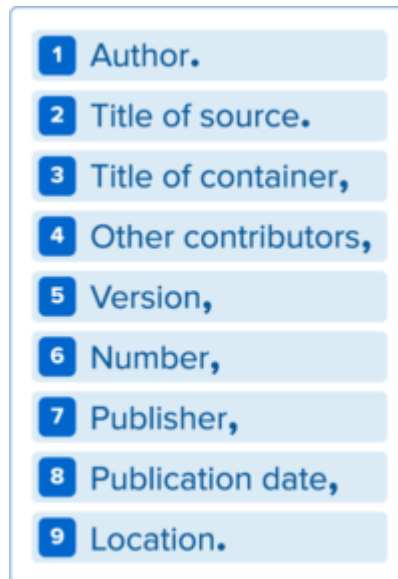 1 Author.
2 Title of source.
3 Title of container,
4 Other contributors,
5 Version,
6 Number,
7 Publisher,
8 Publication date,
9 Location.